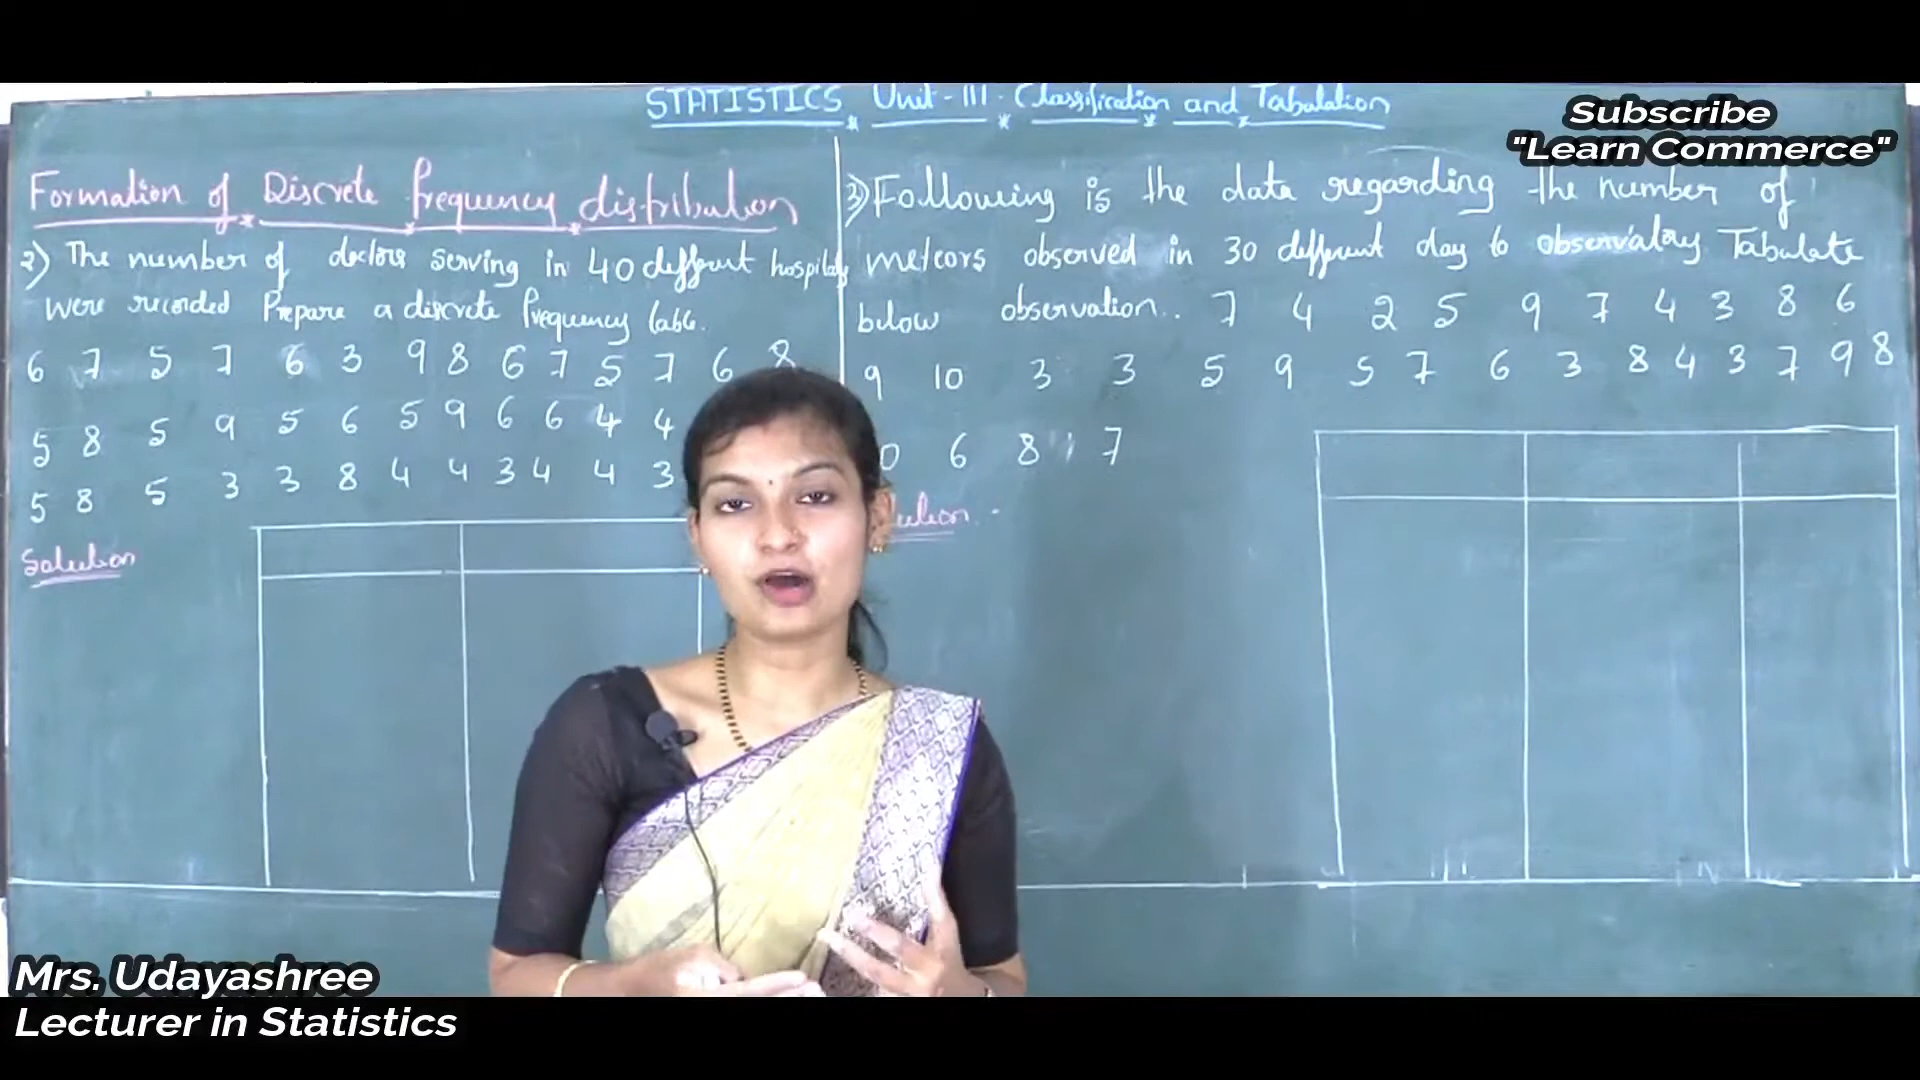 STATISTICS Unit-III. Classification and Tabulation
Subscribe
"Learn Commerce"
Formation of Discrete frequency distribution
2) The number of doctors serving in 40 different hospitals
were recorded Prepare a discrete frequency table.
6 7 5 7 6 3 9 8 6 7 5 7 6 8
5 8 5 9 5 6 5 9 6 6 4 4
5 8 5 3 3 8 4 4 3 4 4 3
Solution
3) Following is the data regarding the number of
meteors observed in 30 different day to observatory Tabulate
below observation.. 7 4 2 5 9 7 4 3 8 6
9 10 3 3 5 9 5 7 6 3 8 4 3 7 9 8
0 6 8 7
Mrs. Udayashree
Lecturer in Statistics